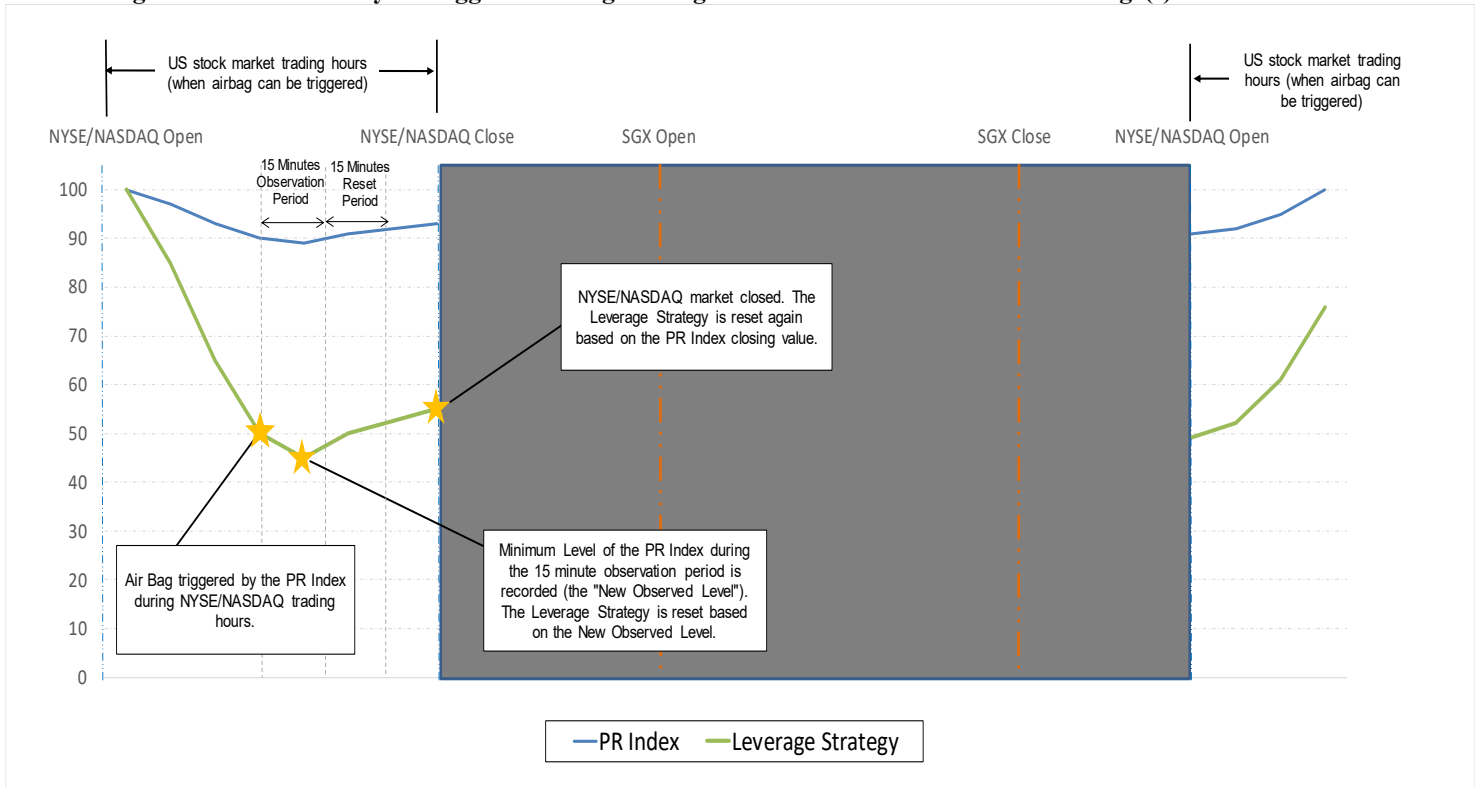 US stock market trading hours
(when airbag can be triggered)
US stock market trading
hours (when airbag can
be triggered)
NYSE/NASDAQ Open
NYSE/NASDAQ Close
SGX Open
SGX Close
NYSE/NASDAQ Open
15 Minutes
Observation
Period
15 Minutes
Reset
Period
100
90
80
70
60
50
40
30
20
10
0
NYSE/NASDAQ market closed. The
Leverage Strategy is reset again
based on the PR Index closing value.
Air Bag triggered by the PR Index
during NYSE/NASDAQ trading
hours.
Minimum Level of the PR Index during
the 15 minute observation period is
recorded (the "New Observed Level").
The Leverage Strategy is reset based
on the New Observed Level.
PR Index
Leverage Strategy